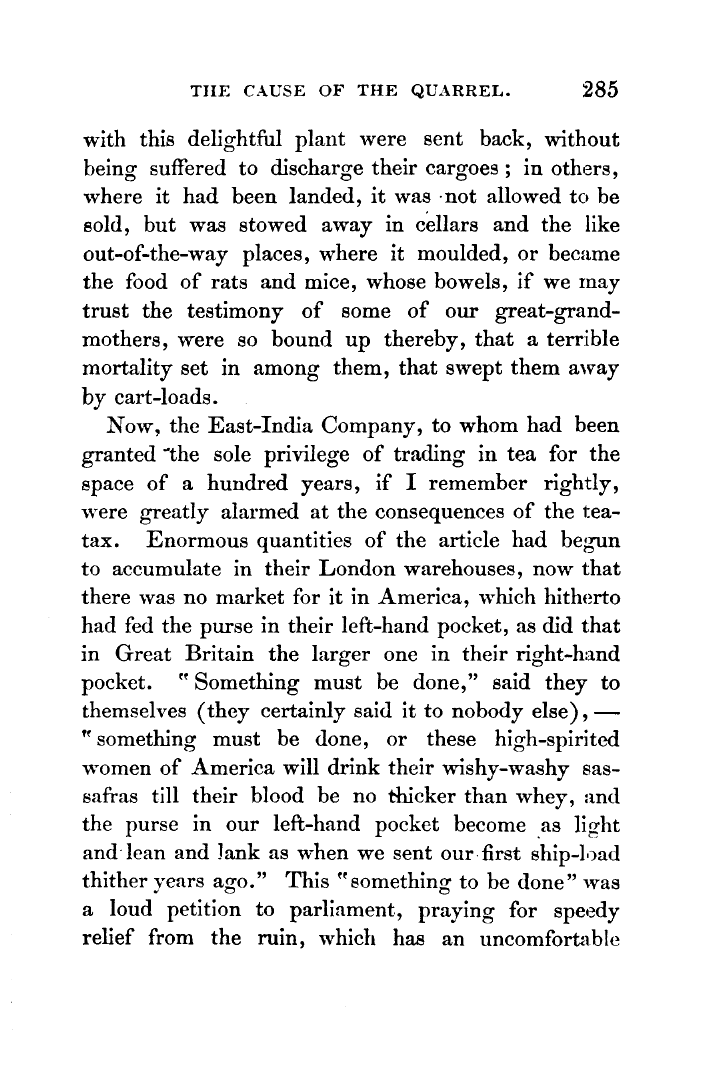 THE CAUSE OF THE QUARREL. 285
with this delightful plant were sent back, without
being suffered to discharge their cargoes ; in others,
where it had been landed, it was not allowed to be
sold, but was stowed away in cellars and the like
out-of-the-way places, where it moulded, or became
the food of rats and mice, whose bowels, if we may
trust the testimony of some of our great-grand-
mothers, were so bound up thereby, that a terrible
mortality set in among them, that swept them away
by cart-loads.
Now, the East-India Company, to whom had been
granted the sole privilege of trading in tea for the
space of a hundred years, if I remember rightly,
were greatly alarmed at the consequences of the tea-
tax. Enormous quantities of the article had begun
to accumulate in their London warehouses, now that
there was no market for it in America, which hitherto
had fed the purse in their left-hand pocket, as did that
in Great Britain the larger one in their right-hand
pocket. "Something must be done," said they to
themselves (they certainly said it to nobody else), —
"something must be done, or these high-spirited
women of America will drink their wishy-washy sas-
safras till their blood be no thicker than whey, and
the purse in our left-hand pocket become as light
and lean and lank as when we sent our first ship-load
thither years ago." This "something to be done" was
a loud petition to parliament, praying for speedy
relief from the ruin, which has an uncomfortable